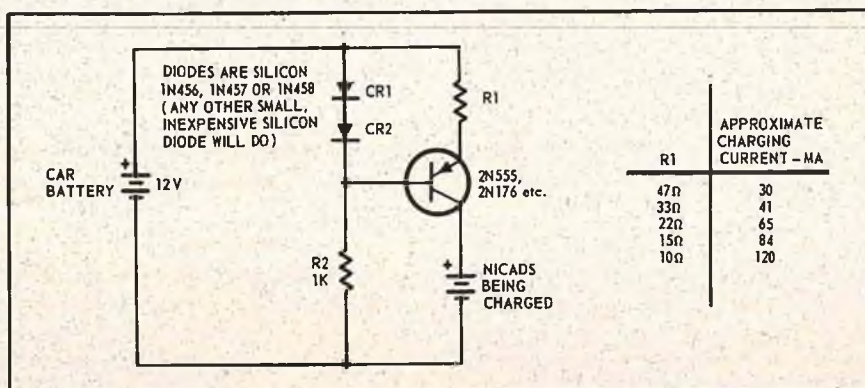 DIODES ARE SILICON
1N456, 1N457 OR 1N458
(ANY OTHER SMALL,
INEXPENSIVE SILICON
DIODE WILL DO)
CR1
CR2
R1
CAR
BATTERY
+
12V
2N555,
2N176 etc.
R2
1K
+
NICADS
BEING
CHARGED
R1 APPROXIMATE
CHARGING
CURRENT – MA
47Ω 30
33Ω 41
22Ω 65
15Ω 84
10Ω 120